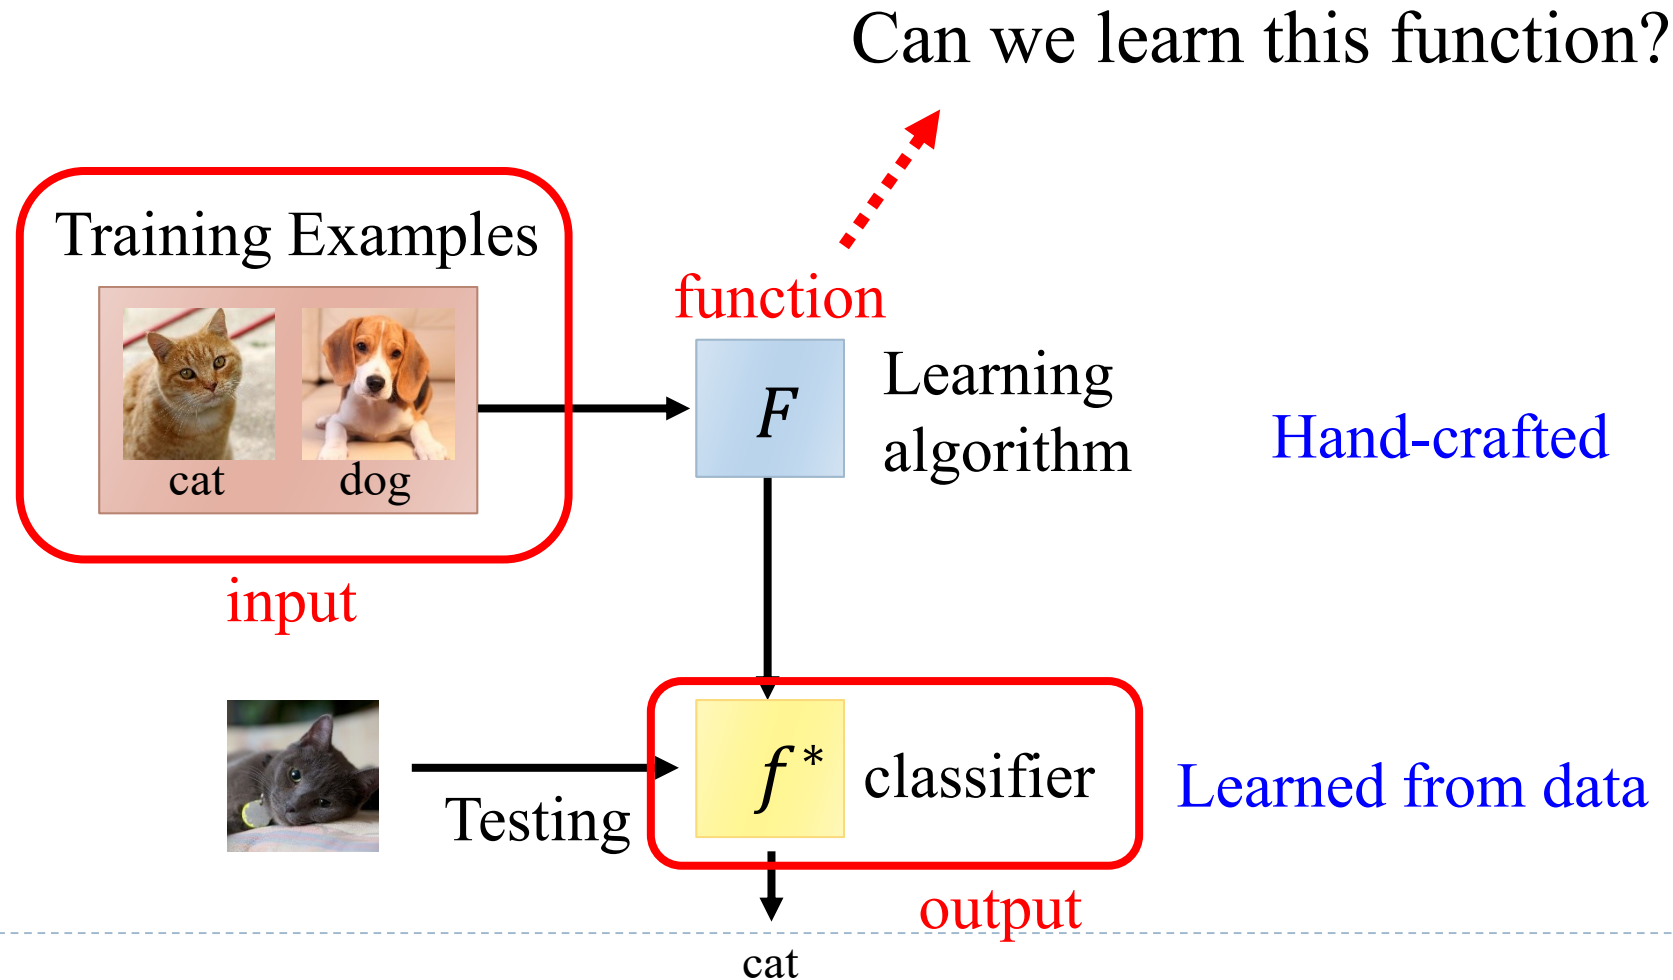 Can we learn this function?
Training Examples
cat
dog
function
F
Learning
algorithm
Hand-crafted
input
Testing
f*
classifier
Learned from data
output
cat